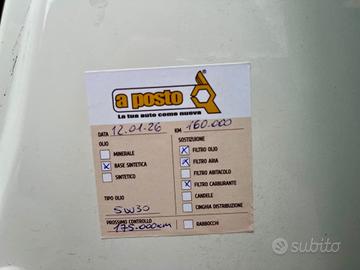 a posto
®
La tua auto come nuova
DATA 12.01.26 KM 160.000
OLIO
MINERALE
BASE SINTETICA
SINTETICO
TIPO OLIO
5W30
PROSSIMO CONTROLLO
175.000KM
SOSTITUZIONE
FILTRO OLIO
FILTRO ARIA
FILTRO ABITACOLO
FILTRO CARBURANTE
CANDELE
CINGHIA DISTRIBUZIONE
RABBOCCHI
subito